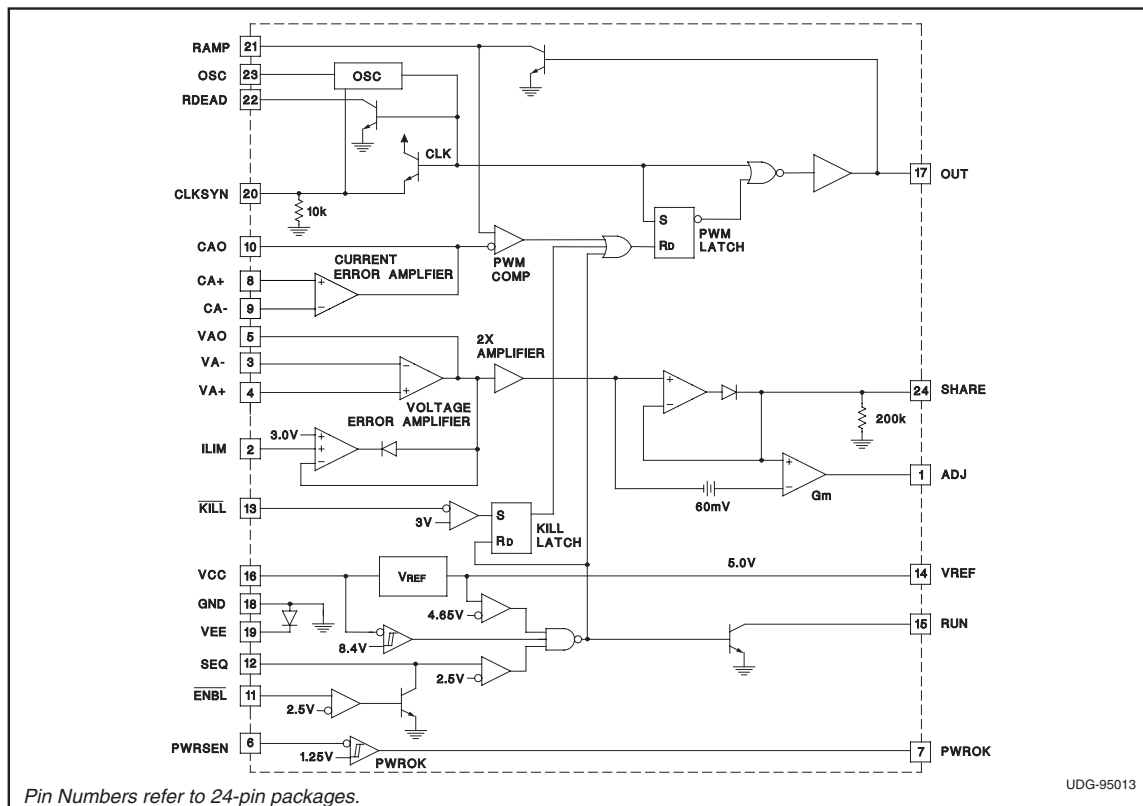 RAMP 21
OSC 23
OSC
RDEAD 22
CLK
CLKSYN 20
10k
17 OUT
S
RD
PWM
LATCH
CAO 10
PWM
COMP
CURRENT
ERROR AMPLFIER
CA+ 8
+
CA- 9
−
VAO 5
2X
AMPLIFIER
VA- 3
−
VA+ 4
+
VOLTAGE
ERROR AMPLIFIER
+
−
24 SHARE
200k
3.0V
+
ILIM 2
+
−
+
−
Gm
1 ADJ
60mV
KILL 13
3V
S
RD
KILL
LATCH
VCC 16
VREF
5.0V
14 VREF
GND 18
4.65V
VEE 19
8.4V
15 RUN
SEQ 12
2.5V
ENBL 11
2.5V
PWRSEN 6
1.25V
PWROK
7 PWROK
Pin Numbers refer to 24-pin packages.
UDG-95013